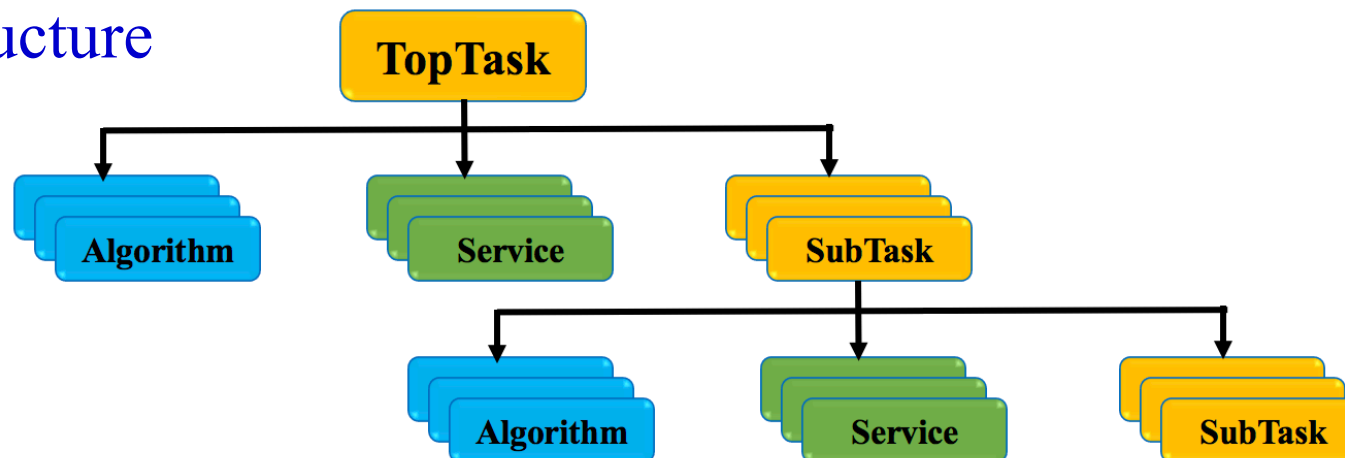 ucture
TopTask
Algorithm
Service
SubTask
Algorithm
Service
SubTask